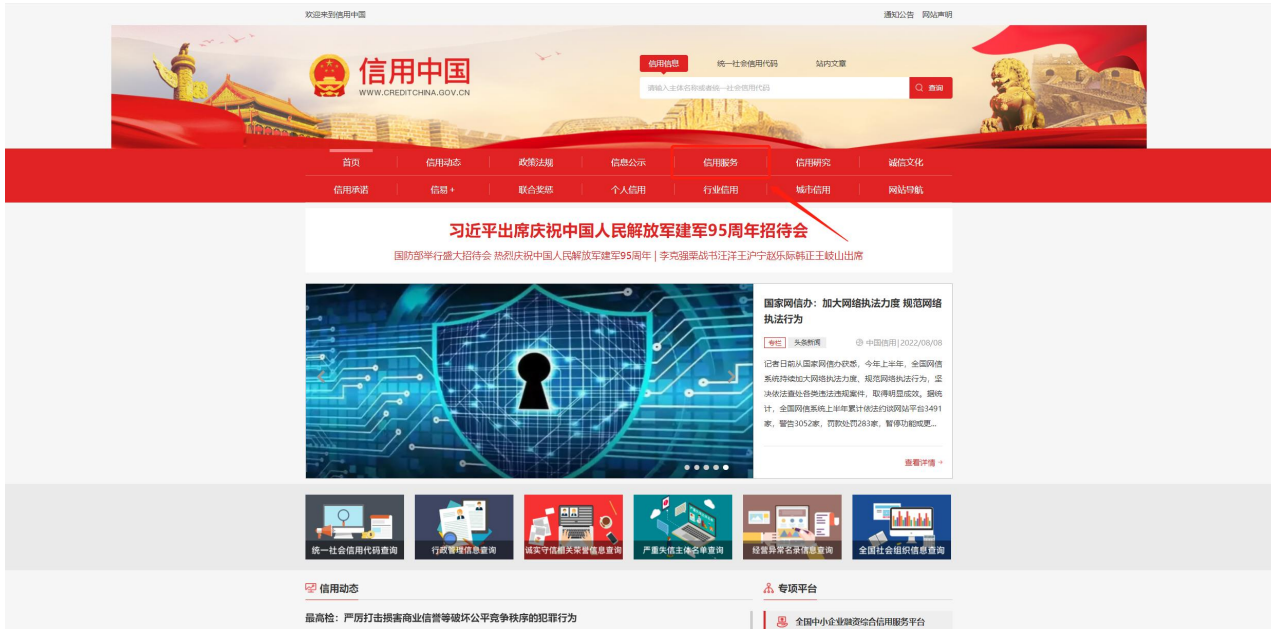 欢迎来到信用中国
通知公告 网站声明
信用中国
WWW.CREDITCHINA.GOV.CN
信用信息 统一社会信用代码 站内文章
请输入主体名称或者统一社会信用代码 查询
首页 信用动态 政策法规 信息公示 信用服务 信用研究 诚信文化
信用承诺 信易+ 联合奖惩 个人信用 行业信用 城市信用 网站导航
习近平出席庆祝中国人民解放军建军95周年招待会
国防部举行盛大招待会 热烈庆祝中国人民解放军建军95周年 | 李克强栗战书汪洋王沪宁赵乐际韩正王岐山出席
国家网信办：加大网络执法力度 规范网络
执法行为
专栏 头条新闻 中国信用|2022/08/08
记者日前从国家网信办获悉，今年上半年，全国网信
系统持续加大网络执法力度、规范网络执法行为，坚
决依法查处各类违法违规案件，取得明显成效。据统
计，全国网信系统上半年累计依法约谈网站平台3491
家，警告3052家，罚款处罚283家，暂停功能或更...
查看详情
统一社会信用代码查询
行政管理信息查询
诚实守信相关荣誉信息查询
严重失信主体名单查询
经营异常名录信息查询
全国社会组织信息查询
信用动态
专项平台
最高检：严厉打击损害商业信誉等破坏公平竞争秩序的犯罪行为
全国中小企业融资综合信用服务平台